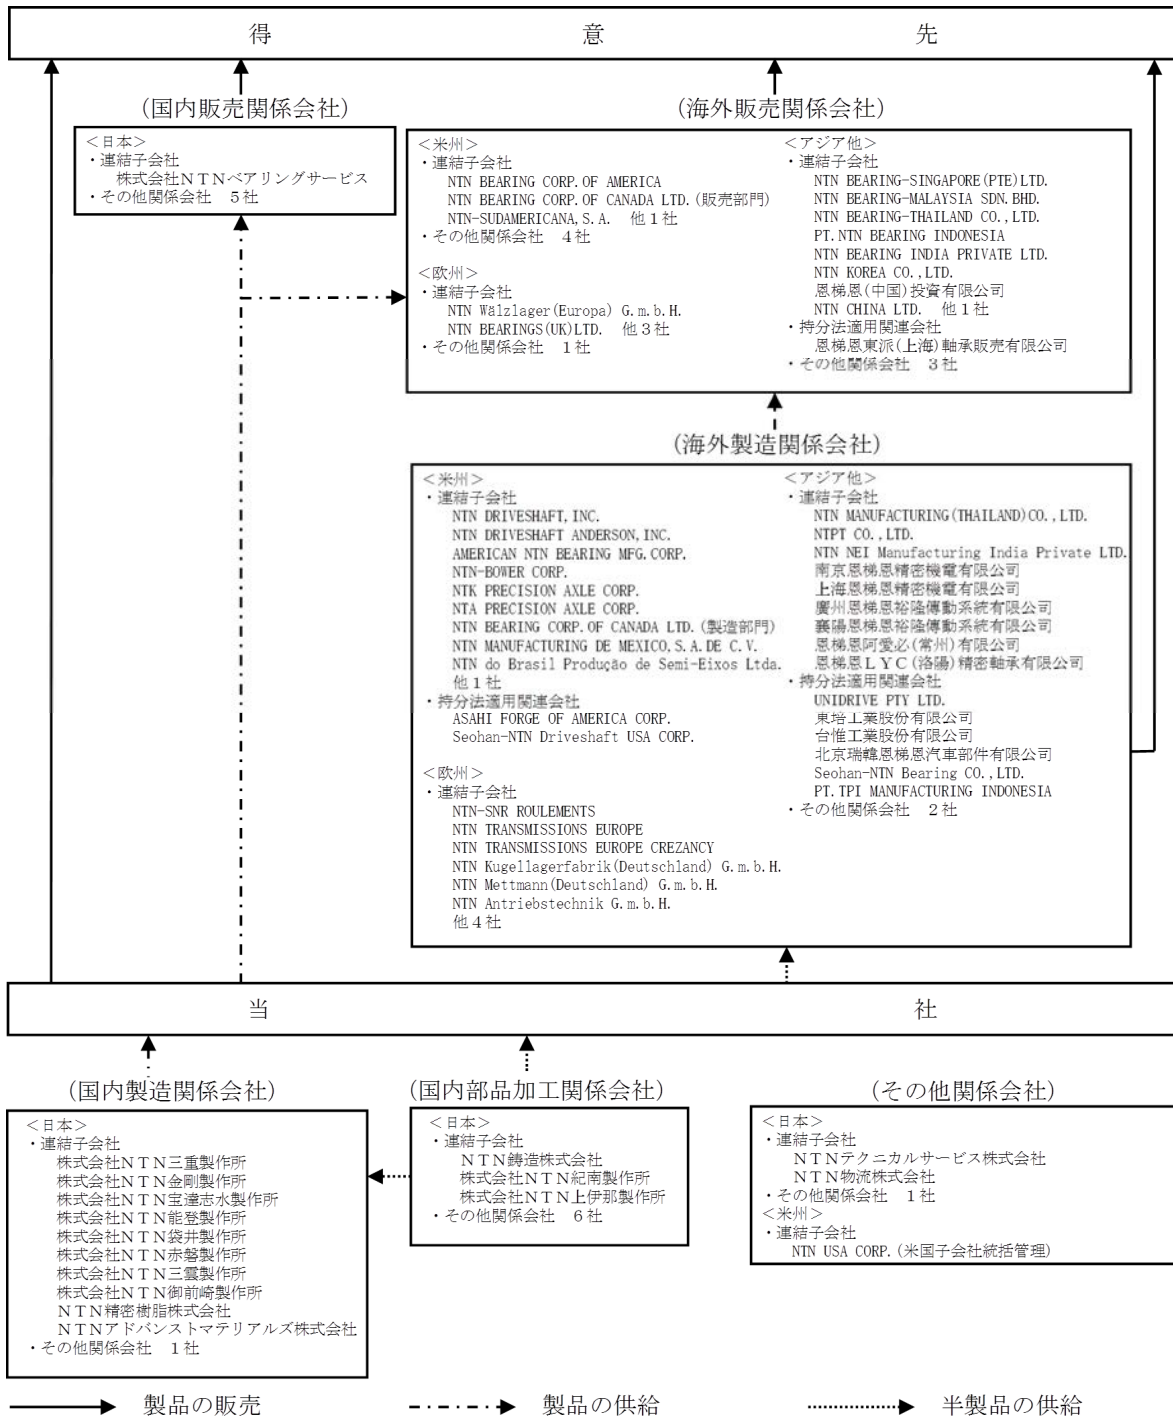 得意先
(国内販売関係会社)
<日本>
・連結子会社
株式会社NTNベアリングサービス
・その他関係会社 5社
(海外販売関係会社)
<米州>
・連結子会社
NTN BEARING CORP.OF AMERICA
NTN BEARING CORP.OF CANADA LTD.(販売部門)
NTN-SUDAMERICANA,S.A. 他1社
・その他関係会社 4社
<欧州>
・連結子会社
NTN Wälzlager(Europa) G.m.b.H.
NTN BEARINGS(UK)LTD. 他3社
・その他関係会社 1社
<アジア他>
・連結子会社
NTN BEARING-SINGAPORE(PTE)LTD.
NTN BEARING-MALAYSIA SDN.BHD.
NTN BEARING-THAILAND CO.,LTD.
PT.NTN BEARING INDONESIA
NTN BEARING INDIA PRIVATE LTD.
NTN KOREA CO.,LTD.
恩梯恩(中国)投資有限公司
NTN CHINA LTD. 他1社
・持分法適用関連会社
恩梯恩東派(上海)軸承販売有限公司
・その他関係会社 3社
(海外製造関係会社)
<米州>
・連結子会社
NTN DRIVESHAFT,INC.
NTN DRIVESHAFT ANDERSON,INC.
AMERICAN NTN BEARING MFG.CORP.
NTN-BOWER CORP.
NTK PRECISION AXLE CORP.
NTA PRECISION AXLE CORP.
NTN BEARING CORP.OF CANADA LTD.(製造部門)
NTN MANUFACTURING DE MEXICO,S.A.DE C.V.
NTN do Brasil Produção de Semi-Eixos Ltda.
他1社
・持分法適用関連会社
ASAHI FORGE OF AMERICA CORP.
Seohan-NTN Driveshaft USA CORP.
<欧州>
・連結子会社
NTN-SNR ROULEMENTS
NTN TRANSMISSIONS EUROPE
NTN TRANSMISSIONS EUROPE CREZANCY
NTN Kugellagerfabrik(Deutschland) G.m.b.H.
NTN Mettmann(Deutschland) G.m.b.H.
NTN Antriebstechnik G.m.b.H.
他4社
<アジア他>
・連結子会社
NTN MANUFACTURING(THAILAND)CO.,LTD.
NTPT CO.,LTD.
NTN NEI Manufacturing India Private LTD.
南京恩梯恩精密機電有限公司
上海恩梯恩精密機電有限公司
廣州恩梯恩裕隆傳動系統有限公司
襄陽恩梯恩裕隆傳動系統有限公司
恩梯恩阿愛必(常州)有限公司
恩梯恩LYC(洛陽)精密軸承有限公司
・持分法適用関連会社
UNIDRIVE PTY LTD.
東培工業股份有限公司
台惟工業股份有限公司
北京瑞韓恩梯恩汽車部件有限公司
Seohan-NTN Bearing CO.,LTD.
PT.TPI MANUFACTURING INDONESIA
・その他関係会社 2社
当社
(国内製造関係会社)
<日本>
・連結子会社
株式会社NTN三重製作所
株式会社NTN金剛製作所
株式会社NTN宝達志水製作所
株式会社NTN能登製作所
株式会社NTN袋井製作所
株式会社NTN赤磐製作所
株式会社NTN三雲製作所
株式会社NTN御前崎製作所
NTN精密樹脂株式会社
NTNアドバンストマテリアルズ株式会社
・その他関係会社 1社
(国内部品加工関係会社)
<日本>
・連結子会社
NTN鋳造株式会社
株式会社NTN紀南製作所
株式会社NTN上伊那製作所
・その他関係会社 6社
(その他関係会社)
<日本>
・連結子会社
NTNテクニカルサービス株式会社
NTN物流株式会社
・その他関係会社 1社
<米州>
・連結子会社
NTN USA CORP.(米国子会社統括管理)
製品の販売
製品の供給
半製品の供給